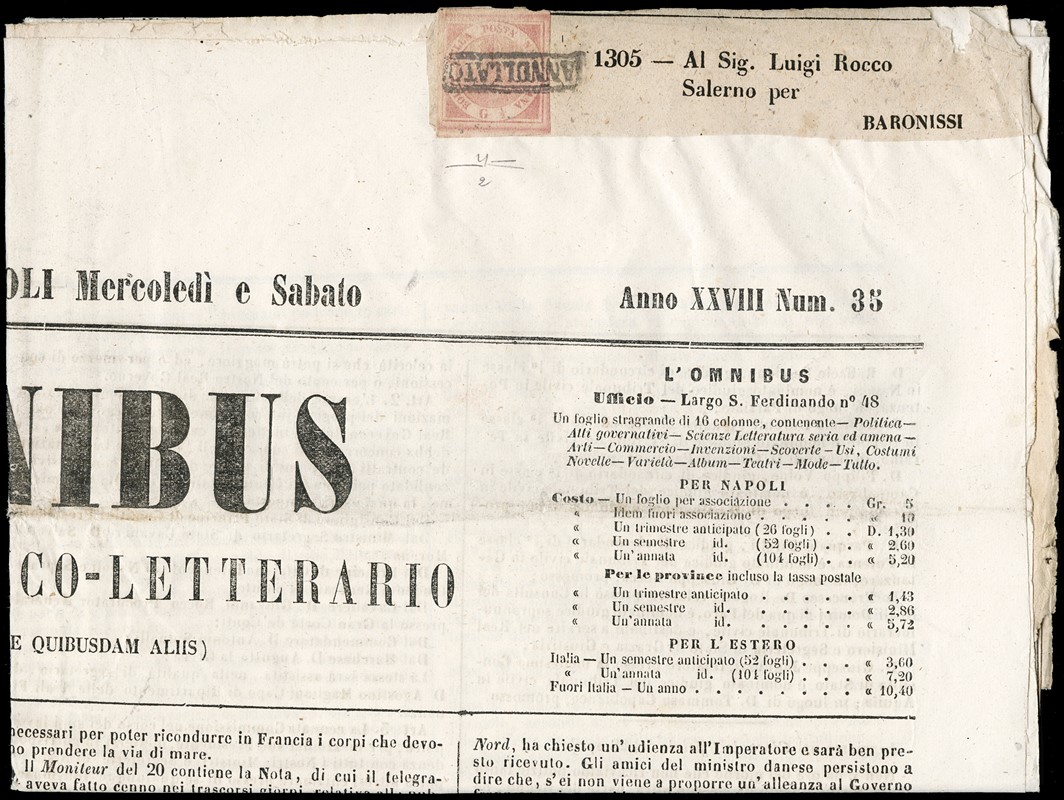 ANNULLATO
G. 1.
1305 — Al Sig. Luigi Rocco
Salerno per
BARONISSI
4
2
OLI Mercoledì e Sabato
Anno XXVIII Num. 35
NIBUS
CO-LETTERARIO
E QUIBUSDAM ALIIS)
L'OMNIBUS
Ufficio — Largo S. Ferdinando nº 48
Un foglio stragrande di 16 colonne, contenente — Politica —
Atti governativi — Scienze Letteratura seria ed amena —
Arti — Commercio — Invenzioni — Scoverte — Usi, Costumi
Novelle — Varietà — Album — Teatri — Mode — Tutto.
PER NAPOLI
Costo — Un foglio per associazione . . . Gr. 5
« Idem fuori associazione . . . . . « 10
« Un trimestre anticipato (26 fogli) . . D. 1,30
« Un semestre id. (52 fogli) . . « 2,60
« Un'annata id. (104 fogli) . . « 5,20
Per le province incluso la tassa postale
« Un trimestre anticipato . . . . « 1,43
« Un semestre id. . . . . « 2,86
« Un'annata id. . . . . « 5,72
PER L'ESTERO
Italia — Un semestre anticipato (52 fogli) . . . « 3,60
« Un'annata id. (104 fogli) . . . « 7,20
Fuori Italia — Un anno . . . . . . . « 10,40
necessari per poter ricondurre in Francia i corpi che devo-
no prendere la via di mare.
Il Moniteur del 20 contiene la Nota, di cui il telegra-
aveva fatto cenno nei trascorsi giorni, relativa alla
Nord, ha chiesto un' udienza all'Imperatore e sarà ben pre-
sto ricevuto. Gli amici del ministro danese persistono a
dire che, s'ei non viene a proporre un'alleanza al Governo